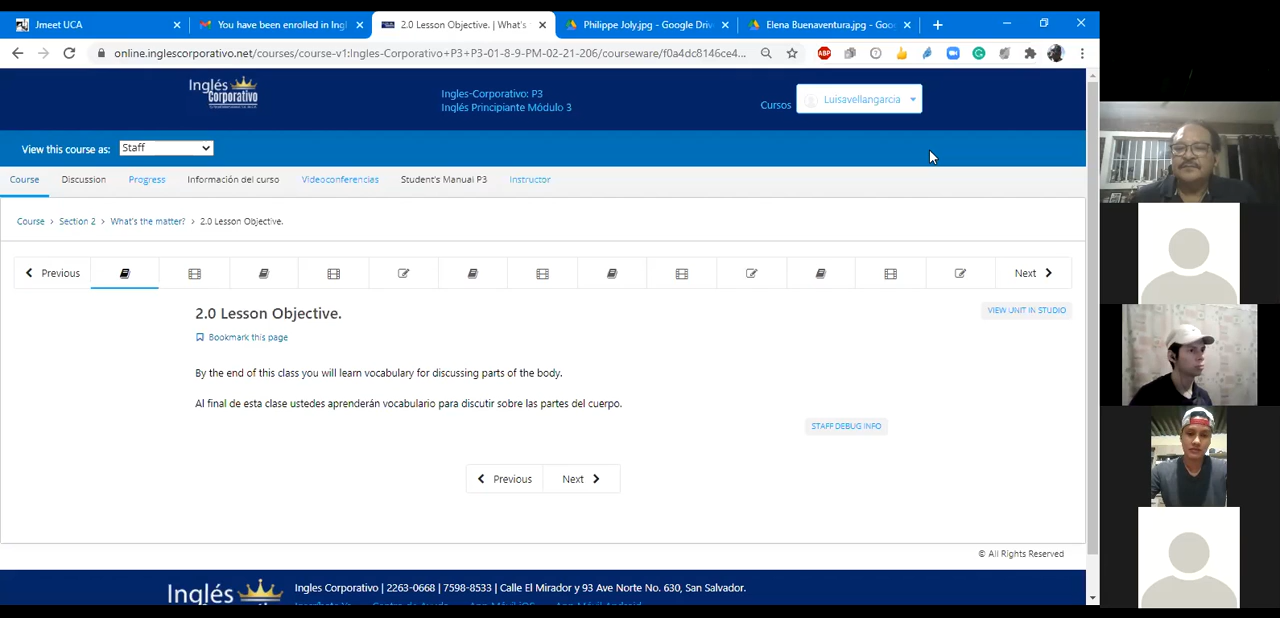 Jmeet UCA
You have been enrolled in Ingl
2.0 Lesson Objective. | What's
Philippe Joly.jpg - Google Driv
Elena Buenaventura.jpg - Goo
online.inglescorporativo.net/courses/course-v1:Ingles-Corporativo+P3+P3-01-8-9-PM-02-21-206/courseware/f0a4dc8146ce4...
ABP
Inglés
Corporativo
Ingles-Corporativo: P3
Inglés Principiante Módulo 3
Cursos
Luisavellangarcia
View this course as:
Staff
Course
Discussion
Progress
Información del curso
Videoconferencias
Student's Manual P3
Instructor
Course > Section 2 > What's the matter? > 2.0 Lesson Objective.
Previous
Next
2.0 Lesson Objective.
VIEW UNIT IN STUDIO
Bookmark this page
By the end of this class you will learn vocabulary for discussing parts of the body.
Al final de esta clase ustedes aprenderán vocabulario para discutir sobre las partes del cuerpo.
STAFF DEBUG INFO
Previous
Next
© All Rights Reserved
Inglés
Ingles Corporativo | 2263-0668 | 7598-8533 | Calle El Mirador y 93 Ave Norte No. 630, San Salvador.